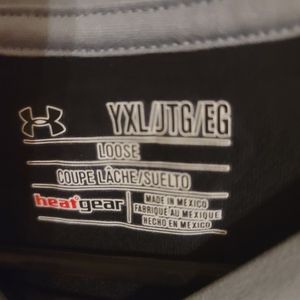 YXL/JTG/EG
LOOSE
COUPE LÂCHE/SUELTO
heatgear
MADE IN MEXICO
FABRIQUÉ AU MEXIQUE
HECHO EN MEXICO